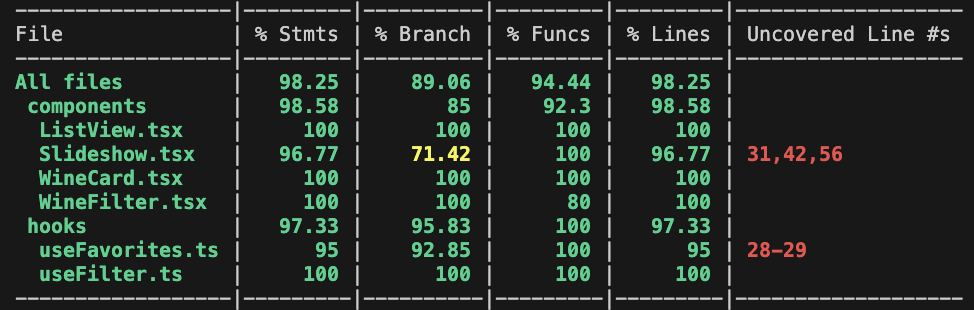 -------------------|---------|----------|---------|---------|-------------------
File               | % Stmts | % Branch | % Funcs | % Lines | Uncovered Line #s
-------------------|---------|----------|---------|---------|-------------------
All files          |   98.25 |    89.06 |   94.44 |   98.25 |
 components        |   98.58 |       85 |    92.3 |   98.58 |
  ListView.tsx     |     100 |      100 |     100 |     100 |
  Slideshow.tsx    |   96.77 |    71.42 |     100 |   96.77 | 31,42,56
  WineCard.tsx     |     100 |      100 |     100 |     100 |
  WineFilter.tsx   |     100 |      100 |      80 |     100 |
 hooks             |   97.33 |    95.83 |     100 |   97.33 |
  useFavorites.ts  |      95 |    92.85 |     100 |      95 | 28-29
  useFilter.ts     |     100 |      100 |     100 |     100 |
-------------------|---------|----------|---------|---------|-------------------